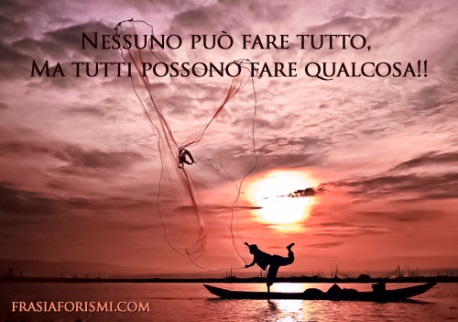 Nessuno può fare tutto,
Ma tutti possono fare qualcosa!!
FRASIAFORISMI.COM